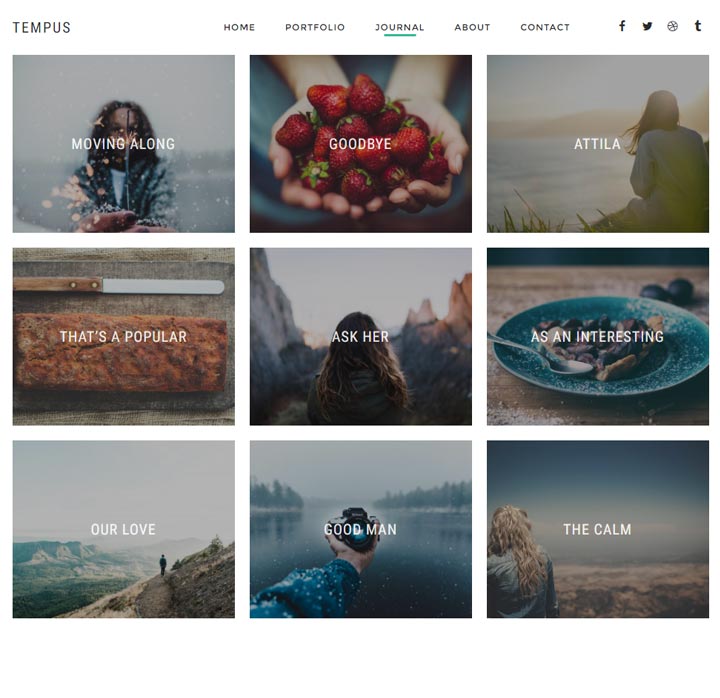 TEMPUS
HOME PORTFOLIO JOURNAL ABOUT CONTACT
MOVING ALONG
GOODBYE
ATTILA
THAT'S A POPULAR
ASK HER
AS AN INTERESTING
OUR LOVE
GOOD MAN
THE CALM